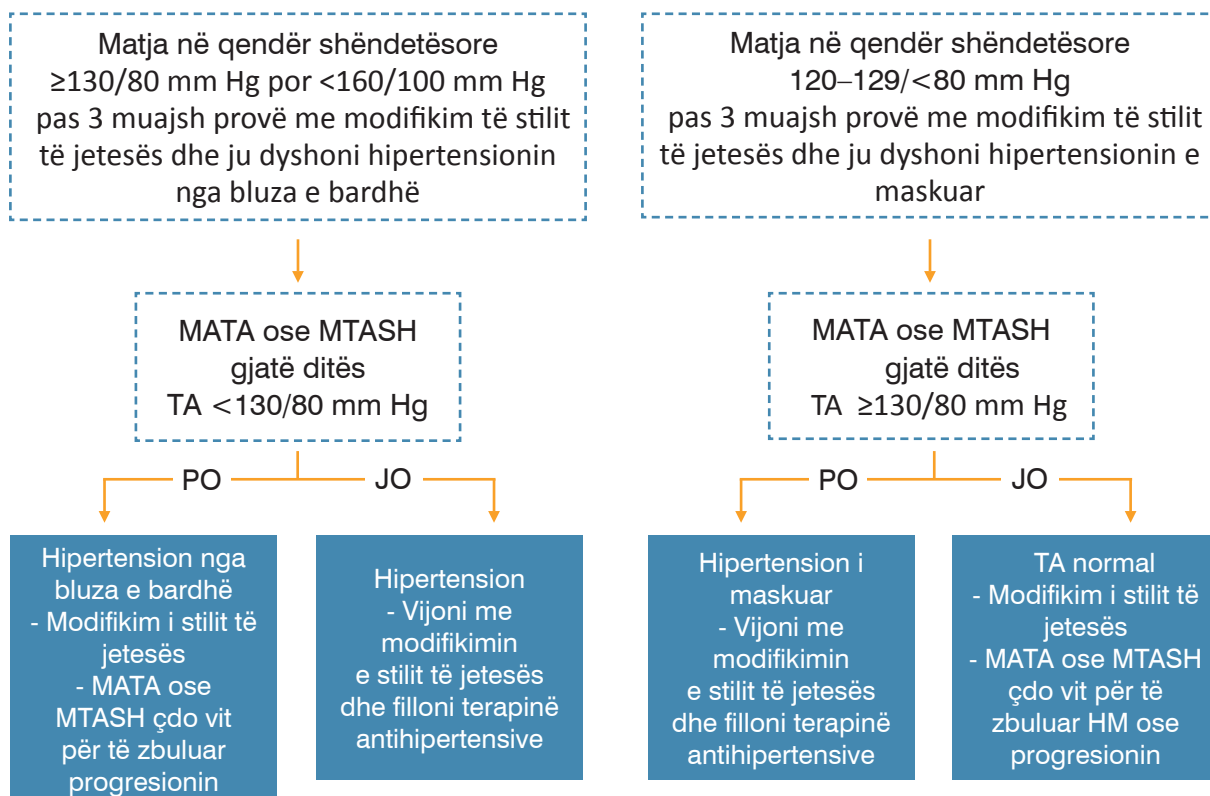 Matja në qendër shëndetësore
≥130/80 mm Hg por <160/100 mm Hg
pas 3 muajsh provë me modifikim të stilit
të jetesës dhe ju dyshoni hipertensionin
nga bluza e bardhë
MATA ose MTASH
gjatë ditës
TA <130/80 mm Hg
PO
JO
Hipertension nga
bluza e bardhë
- Modifikim i stilit të
jetesës
- MATA ose
MTASH çdo vit
për të zbuluar
progresionin
Hipertension
- Vijoni me
modifikimin
e stilit të jetesës
dhe filloni terapinë
antihipertensive
Matja në qendër shëndetësore
120–129/<80 mm Hg
pas 3 muajsh provë me modifikim të stilit
të jetesës dhe ju dyshoni hipertensionin e
maskuar
MATA ose MTASH
gjatë ditës
TA ≥130/80 mm Hg
PO
JO
Hipertension i
maskuar
- Vijoni me
modifikimin
e stilit të jetesës
dhe filloni terapinë
antihipertensive
TA normal
- Modifikim i stilit të
jetesës
- MATA ose MTASH
çdo vit për të
zbuluar HM ose
progresionin